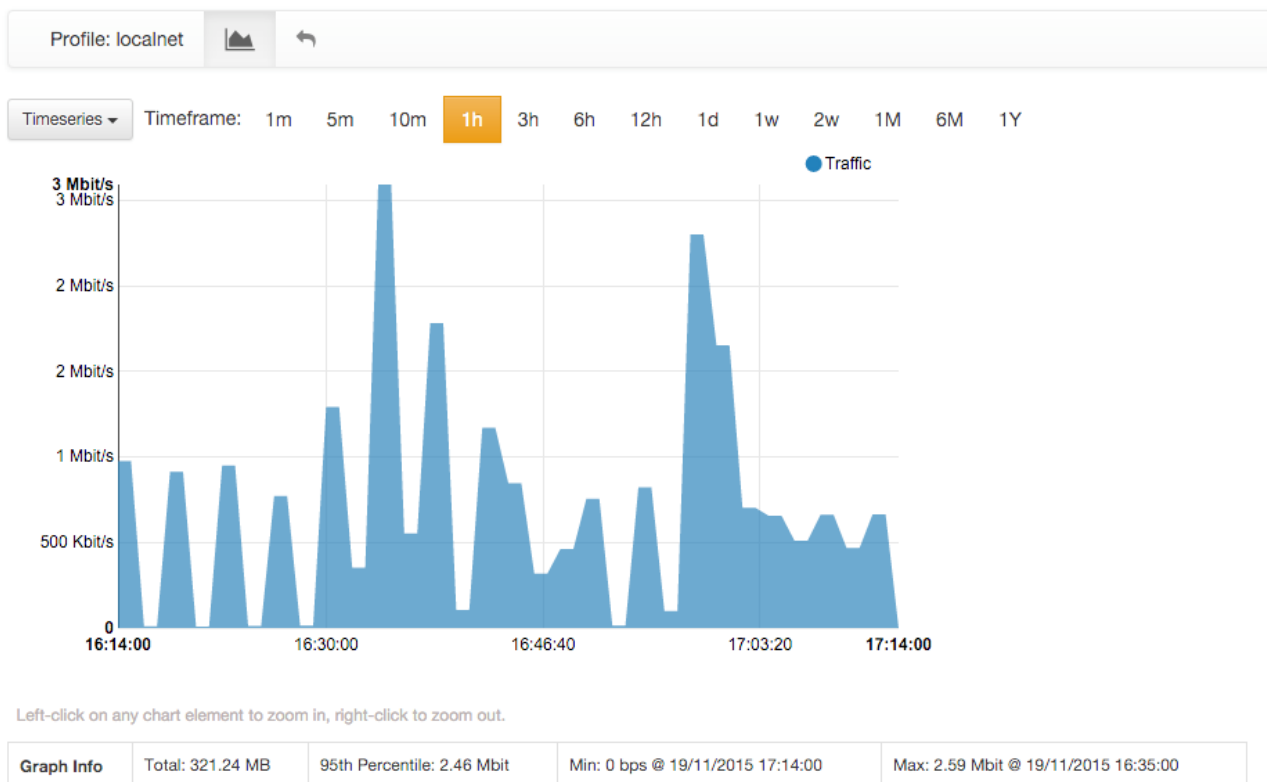 Profile: localnet
Timeseries Timeframe: 1m 5m 10m 1h 3h 6h 12h 1d 1w 2w 1M 6M 1Y
Traffic
3 Mbit/s
3 Mbit/s
2 Mbit/s
2 Mbit/s
1 Mbit/s
500 Kbit/s
0
16:14:00 16:30:00 16:46:40 17:03:20 17:14:00
Left-click on any chart element to zoom in, right-click to zoom out.
Graph Info Total: 321.24 MB 95th Percentile: 2.46 Mbit Min: 0 bps @ 19/11/2015 17:14:00 Max: 2.59 Mbit @ 19/11/2015 16:35:00